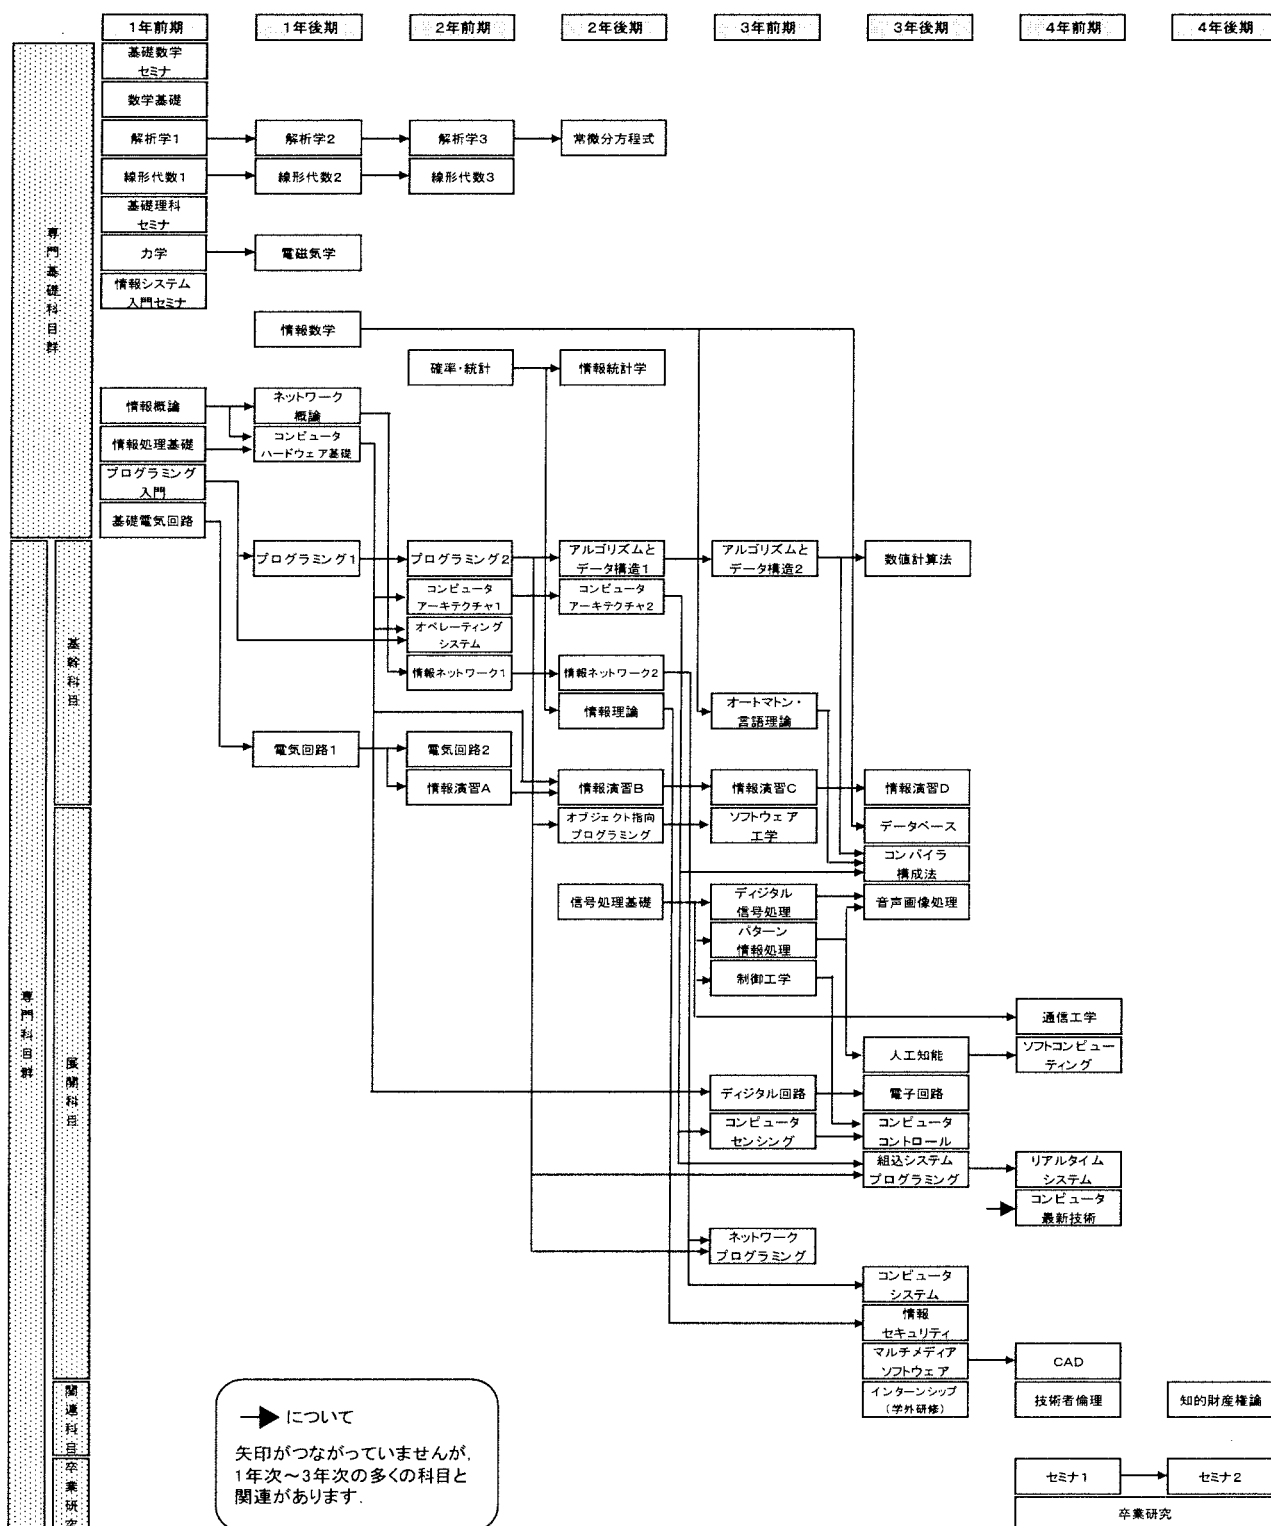 1年前期
1年後期
2年前期
2年後期
3年前期
3年後期
4年前期
4年後期
専門基礎科目群
基礎数学
セミナ
数学基礎
解析学1
解析学2
解析学3
常微分方程式
線形代数1
線形代数2
線形代数3
基礎理科
セミナ
力学
電磁気学
情報システム
入門セミナ
情報数学
確率・統計
情報統計学
情報概論
ネットワーク
概論
情報処理基礎
コンピュータ
ハードウェア基礎
プログラミング
入門
基礎電気回路
専門科目群
基幹科目
プログラミング1
プログラミング2
アルゴリズムと
データ構造1
アルゴリズムと
データ構造2
数値計算法
コンピュータ
アーキテクチャ1
コンピュータ
アーキテクチャ2
オペレーティング
システム
情報ネットワーク1
情報ネットワーク2
情報理論
オートマトン・
言語理論
電気回路1
電気回路2
情報演習A
情報演習B
情報演習C
情報演習D
展開科目
オブジェクト指向
プログラミング
ソフトウェア
工学
データベース
コンパイラ
構成法
信号処理基礎
ディジタル
信号処理
音声画像処理
パターン
情報処理
制御工学
通信工学
人工知能
ソフトコンピュー
ティング
ディジタル回路
電子回路
コンピュータ
センシング
コンピュータ
コントロール
組込システム
プログラミング
リアルタイム
システム
コンピュータ
最新技術
ネットワーク
プログラミング
コンピュータ
システム
情報
セキュリティ
マルチメディア
ソフトウェア
CAD
関連科目
インターンシップ
(学外研修)
技術者倫理
知的財産権論
卒業研究
セミナ1
セミナ2
卒業研究
→ について
矢印がつながっていませんが,
1年次~3年次の多くの科目と
関連があります.